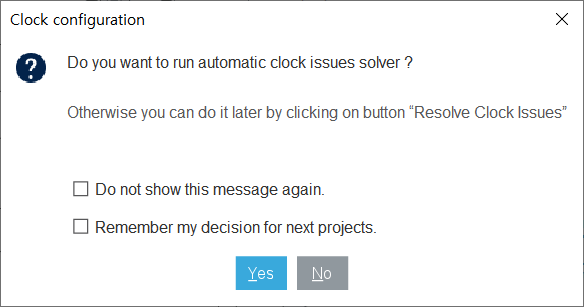 Clock configuration
Do you want to run automatic clock issues solver ?
Otherwise you can do it later by clicking on button “Resolve Clock Issues”
Do not show this message again.
Remember my decision for next projects.
Yes No